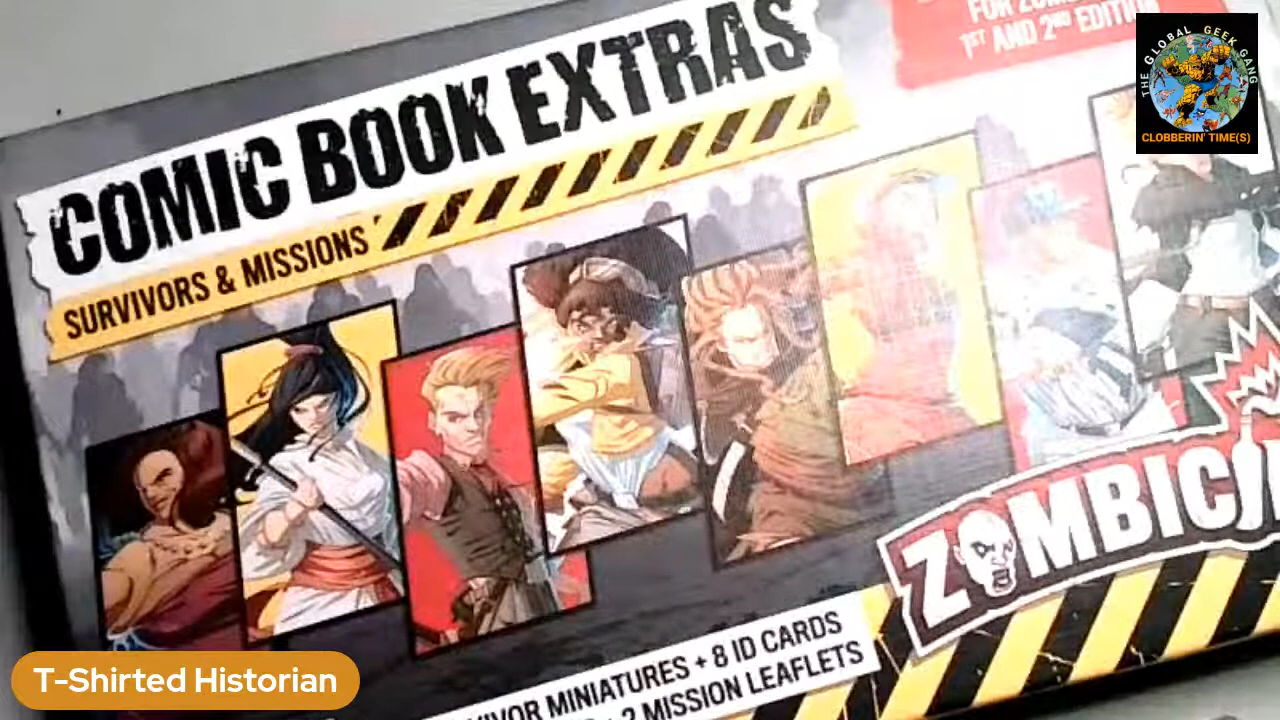 COMIC BOOK EXTRAS
SURVIVORS & MISSIONS
FOR
1ST AND 2ND EDITION
THE GLOBAL GEEK GANG
CLOBBERIN' TIME(S)
MINIATURES + 8 ID CARDS
2 MISSION LEAFLETS
T-Shirted Historian